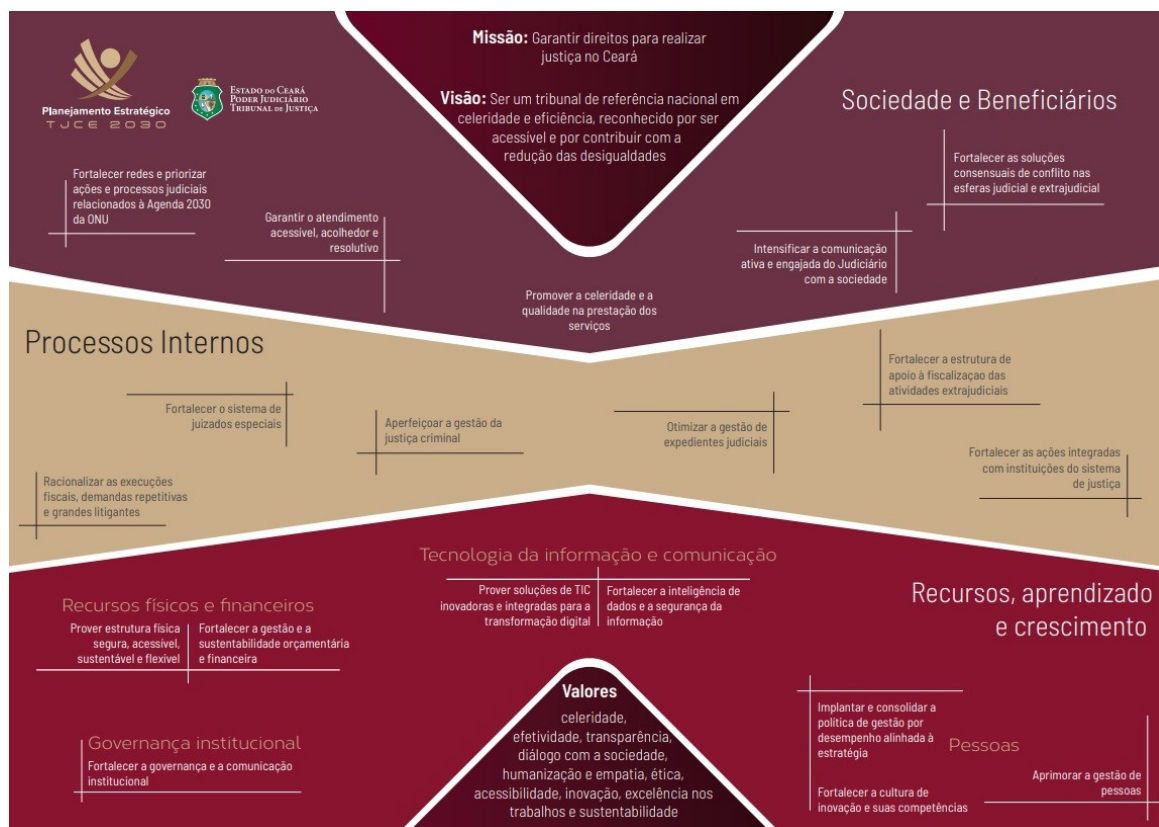 Missão: Garantir direitos para realizar
justiça no Ceará
Visão: Ser um tribunal de referência nacional em
celeridade e eficiência, reconhecido por ser
acessível e por contribuir com a
redução das desigualdades
Planejamento Estratégico
TJCE 2030
Estado do Ceará
Poder Judiciário
Tribunal de Justiça
Sociedade e Beneficiários
Fortalecer redes e priorizar
ações e processos judiciais
relacionados à Agenda 2030
da ONU
Garantir o atendimento
acessível, acolhedor e
resolutivo
Promover a celeridade e a
qualidade na prestação dos
serviços
Intensificar a comunicação
ativa e engajada do Judiciário
com a sociedade
Fortalecer as soluções
consensuais de conflito nas
esferas judicial e extrajudicial
Processos Internos
Racionalizar as execuções
fiscais, demandas repetitivas
e grandes litigantes
Fortalecer o sistema de
juizados especiais
Aperfeiçoar a gestão da
justiça criminal
Otimizar a gestão de
expedientes judiciais
Fortalecer a estrutura de
apoio à fiscalizaçao das
atividades extrajudiciais
Fortalecer as ações integradas
com instituições do sistema
de justiça
Recursos, aprendizado
e crescimento
Tecnologia da informação e comunicação
Prover soluções de TIC
inovadoras e integradas para a
transformação digital
Fortalecer a inteligência de
dados e a segurança da
informação
Recursos físicos e financeiros
Prover estrutura física
segura, acessível,
sustentável e flexível
Fortalecer a gestão e a
sustentabilidade orçamentária
e financeira
Governança institucional
Fortalecer a governança e a comunicação
institucional
Valores
celeridade,
efetividade, transparência,
diálogo com a sociedade,
humanização e empatia, ética,
acessibilidade, inovação, excelência nos
trabalhos e sustentabilidade
Pessoas
Implantar e consolidar a
política de gestão por
desempenho alinhada à
estratégia
Fortalecer a cultura de
inovação e suas competências
Aprimorar a gestão de
pessoas